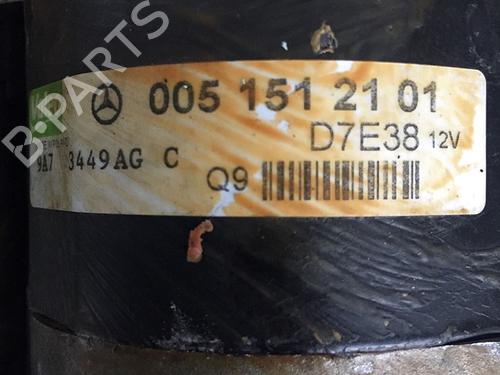 B-PARTS
005 151 21 01
D7E38 12V
9A7 3449AG C
Q9